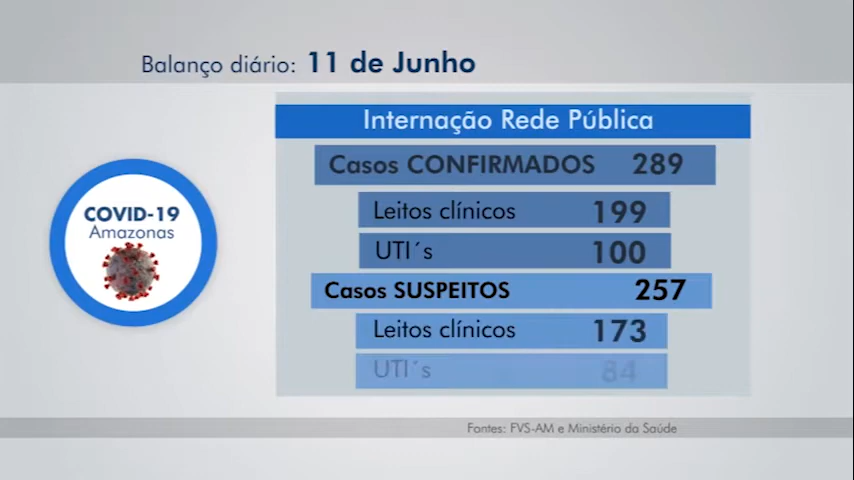 Balanço diário: 11 de Junho
Internação Rede Pública
Casos CONFIRMADOS 289
Leitos clínicos 199
UTI´s 100
COVID-19
Amazonas
Casos SUSPEITOS 257
Leitos clínicos 173
UTI´s 84
Fontes: FVS-AM e Ministério da Saúde